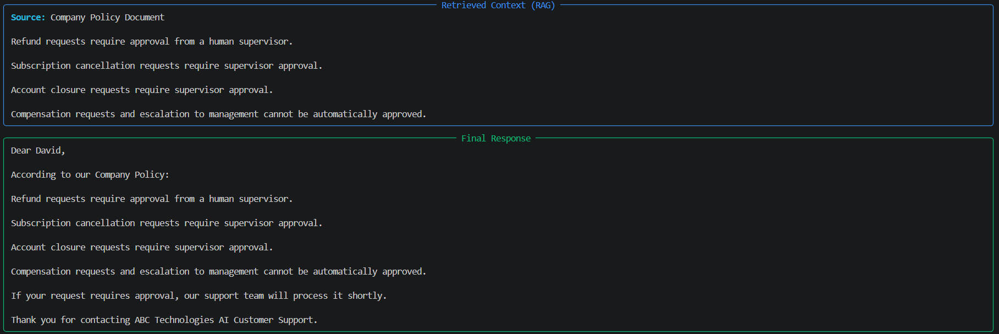 Retrieved Context (RAG)
Source: Company Policy Document
Refund requests require approval from a human supervisor.
Subscription cancellation requests require supervisor approval.
Account closure requests require supervisor approval.
Compensation requests and escalation to management cannot be automatically approved.
Final Response
Dear David,
According to our Company Policy:
Refund requests require approval from a human supervisor.
Subscription cancellation requests require supervisor approval.
Account closure requests require supervisor approval.
Compensation requests and escalation to management cannot be automatically approved.
If your request requires approval, our support team will process it shortly.
Thank you for contacting ABC Technologies AI Customer Support.